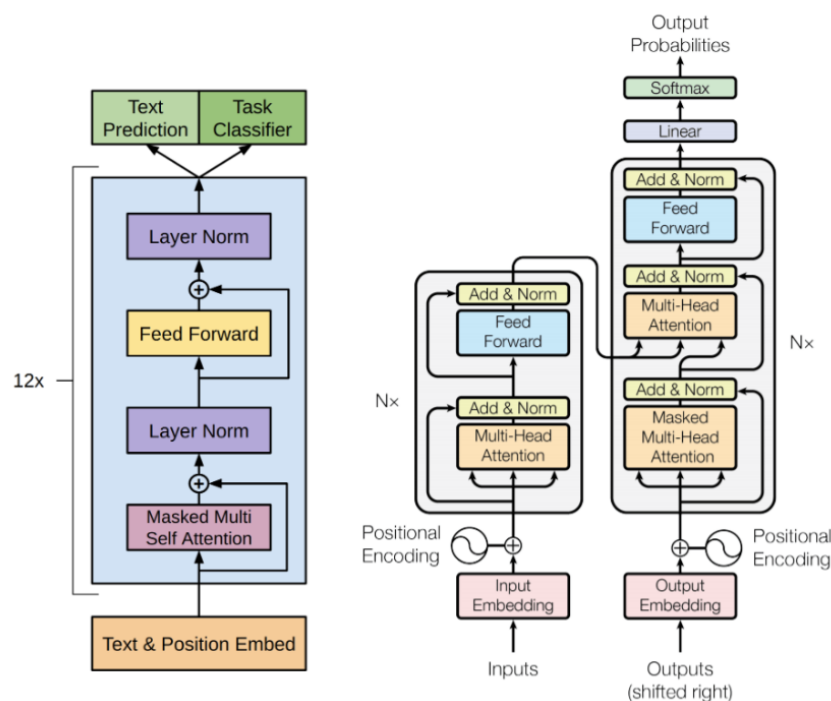 Text
Prediction
Task
Classifier
Layer Norm
Feed Forward
12x
Layer Norm
Masked Multi
Self Attention
Text & Position Embed
Output
Probabilities
Softmax
Linear
Add & Norm
Feed
Forward
Add & Norm
Multi-Head
Attention
Add & Norm
Masked
Multi-Head
Attention
N×
Add & Norm
Feed
Forward
Add & Norm
Multi-Head
Attention
N×
Positional
Encoding
Positional
Encoding
Input
Embedding
Output
Embedding
Inputs
Outputs
(shifted right)